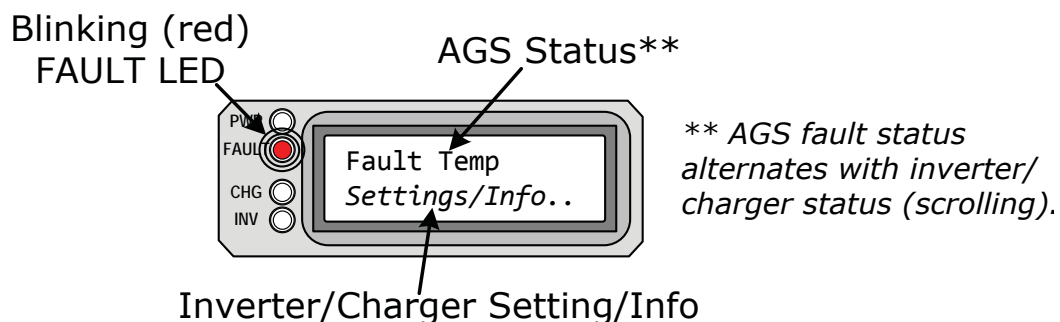 Blinking (red)
FAULT LED
AGS Status**
PWR
FAULT
CHG
INV
Fault Temp
Settings/Info..
** AGS fault status
alternates with inverter/
charger status (scrolling).
Inverter/Charger Setting/Info